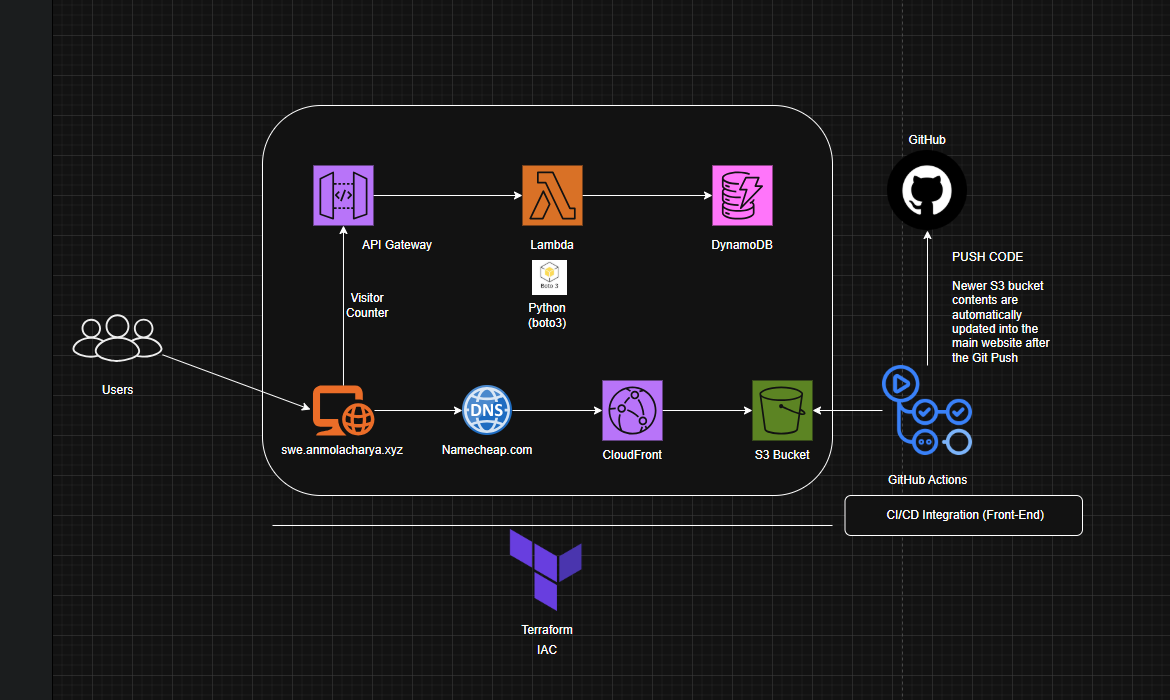 GitHub
API Gateway
Lambda
DynamoDB
Boto 3
Python
(boto3)
Visitor
Counter
PUSH CODE
Newer S3 bucket
contents are
automatically
updated into the
main website after
the Git Push
Users
DNS
swe.anmolacharya.xyz
Namecheap.com
CloudFront
S3 Bucket
GitHub Actions
CI/CD Integration (Front-End)
Terraform
IAC